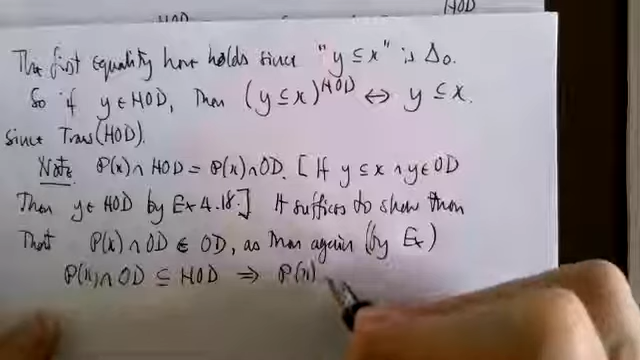 HOD
HOD
The first equality here holds since "y ⊆ x" is Δ₀.
So if y ∈ HOD, Then (y ⊆ x)^HOD ↔ y ⊆ x.
Since Trans(HOD).
Note P(x) ∩ HOD = P(x) ∩ OD. [If y ⊆ x ∧ y ∈ OD
Then y ∈ HOD by Ex 4.18.] It suffices to show then
That P(x) ∩ OD ∈ OD, as then again (by Ex)
P(x) ∩ OD ⊆ HOD ⇒ P(x)